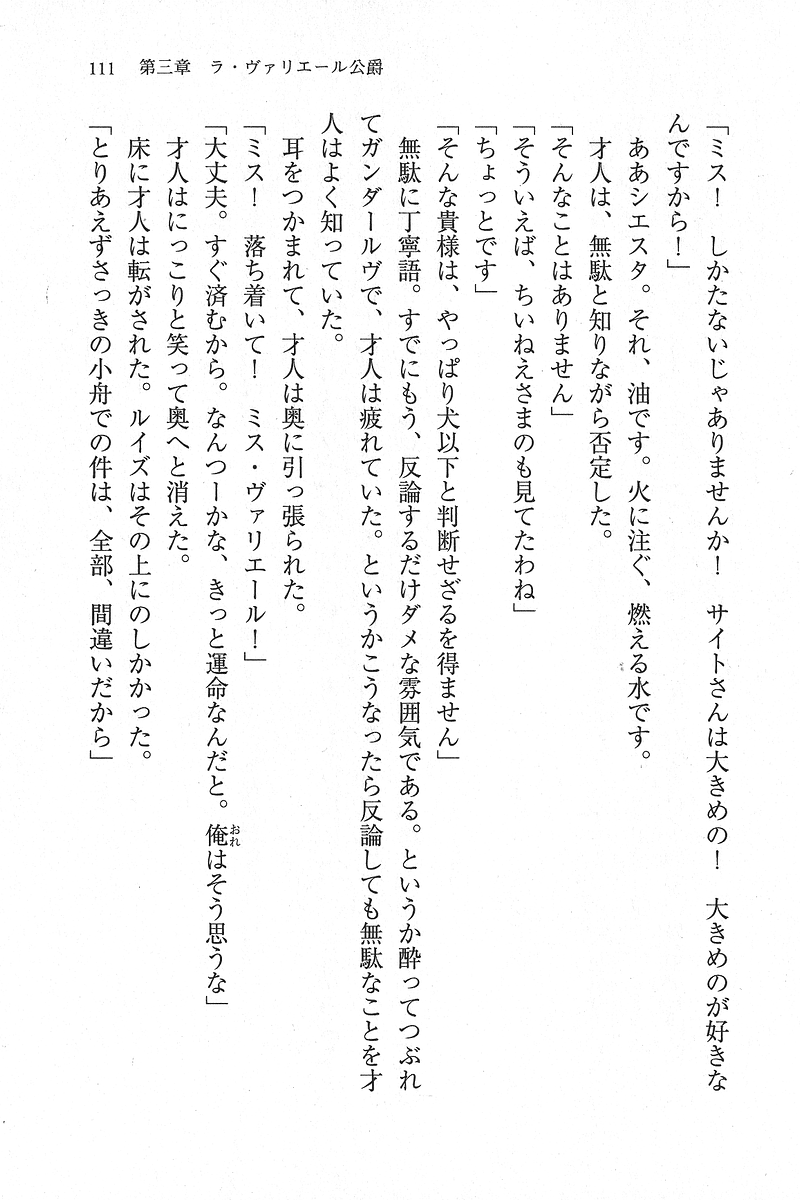 111　第三章　ラ・ヴァリエール公爵
「ミス！　しかたないじゃありませんか！　サイトさんは大きめの！　大きめのが好きな
んですから！」
　ああシエスタ。それ、油です。火に注ぐ、燃える水です。
　才人は、無駄と知りながら否定した。
「そんなことはありません」
「そういえば、ちいねえさまのも見てたわね」
「ちょっとです」
「そんな貴様は、やっぱり犬以下と判断せざるを得ません」
　無駄に丁寧語。すでにもう、反論するだけダメな雰囲気である。というか酔ってつぶれ
てガンダールヴで、才人は疲れていた。というかこうなったら反論しても無駄なことを才
人はよく知っていた。
　耳をつかまれて、才人は奥に引っ張られた。
「ミス！　落ち着いて！　ミス・ヴァリエール！」
「大丈夫。すぐ済むから。なんつーかな、きっと運命なんだと。俺はそう思うな」
おれ
　才人はにっこりと笑って奥へと消えた。
　床に才人は転がされた。ルイズはその上にのしかかった。
「とりあえずさっきの小舟での件は、全部、間違いだから」